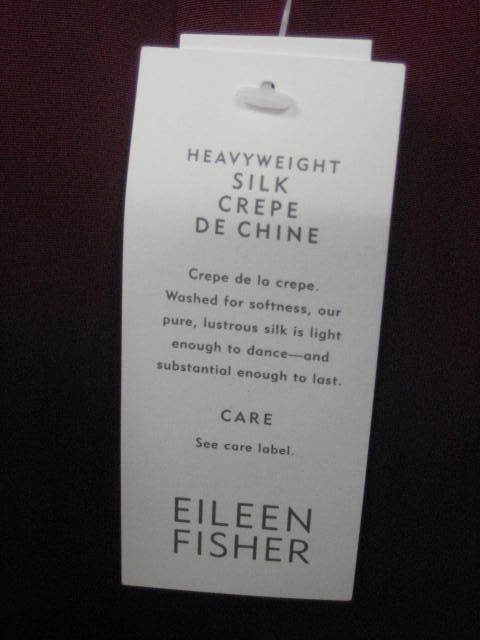 HEAVYWEIGHT
SILK
CREPE
DE CHINE
Crepe de la crepe.
Washed for softness, our
pure, lustrous silk is light
enough to dance—and
substantial enough to last.
CARE
See care label.
EILEEN
FISHER